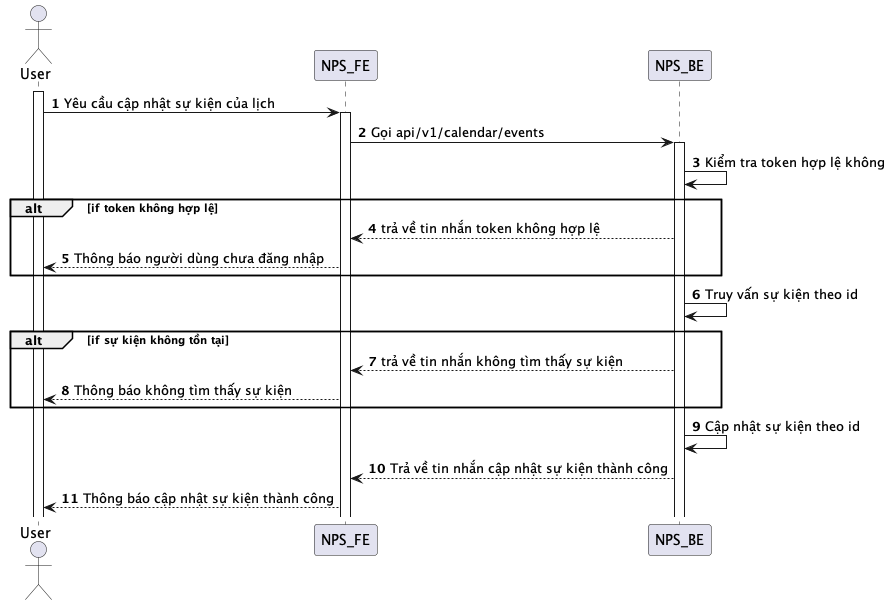 User
NPS_FE
NPS_BE
1 Yêu cầu cập nhật sự kiện của lịch
2 Gọi api/v1/calendar/events
3 Kiểm tra token hợp lệ không
alt [if token không hợp lệ]
4 trả về tin nhắn token không hợp lệ
5 Thông báo người dùng chưa đăng nhập
6 Truy vấn sự kiện theo id
alt [if sự kiện không tồn tại]
7 trả về tin nhắn không tìm thấy sự kiện
8 Thông báo không tìm thấy sự kiện
9 Cập nhật sự kiện theo id
10 Trả về tin nhắn cập nhật sự kiện thành công
11 Thông báo cập nhật sự kiện thành công
User
NPS_FE
NPS_BE